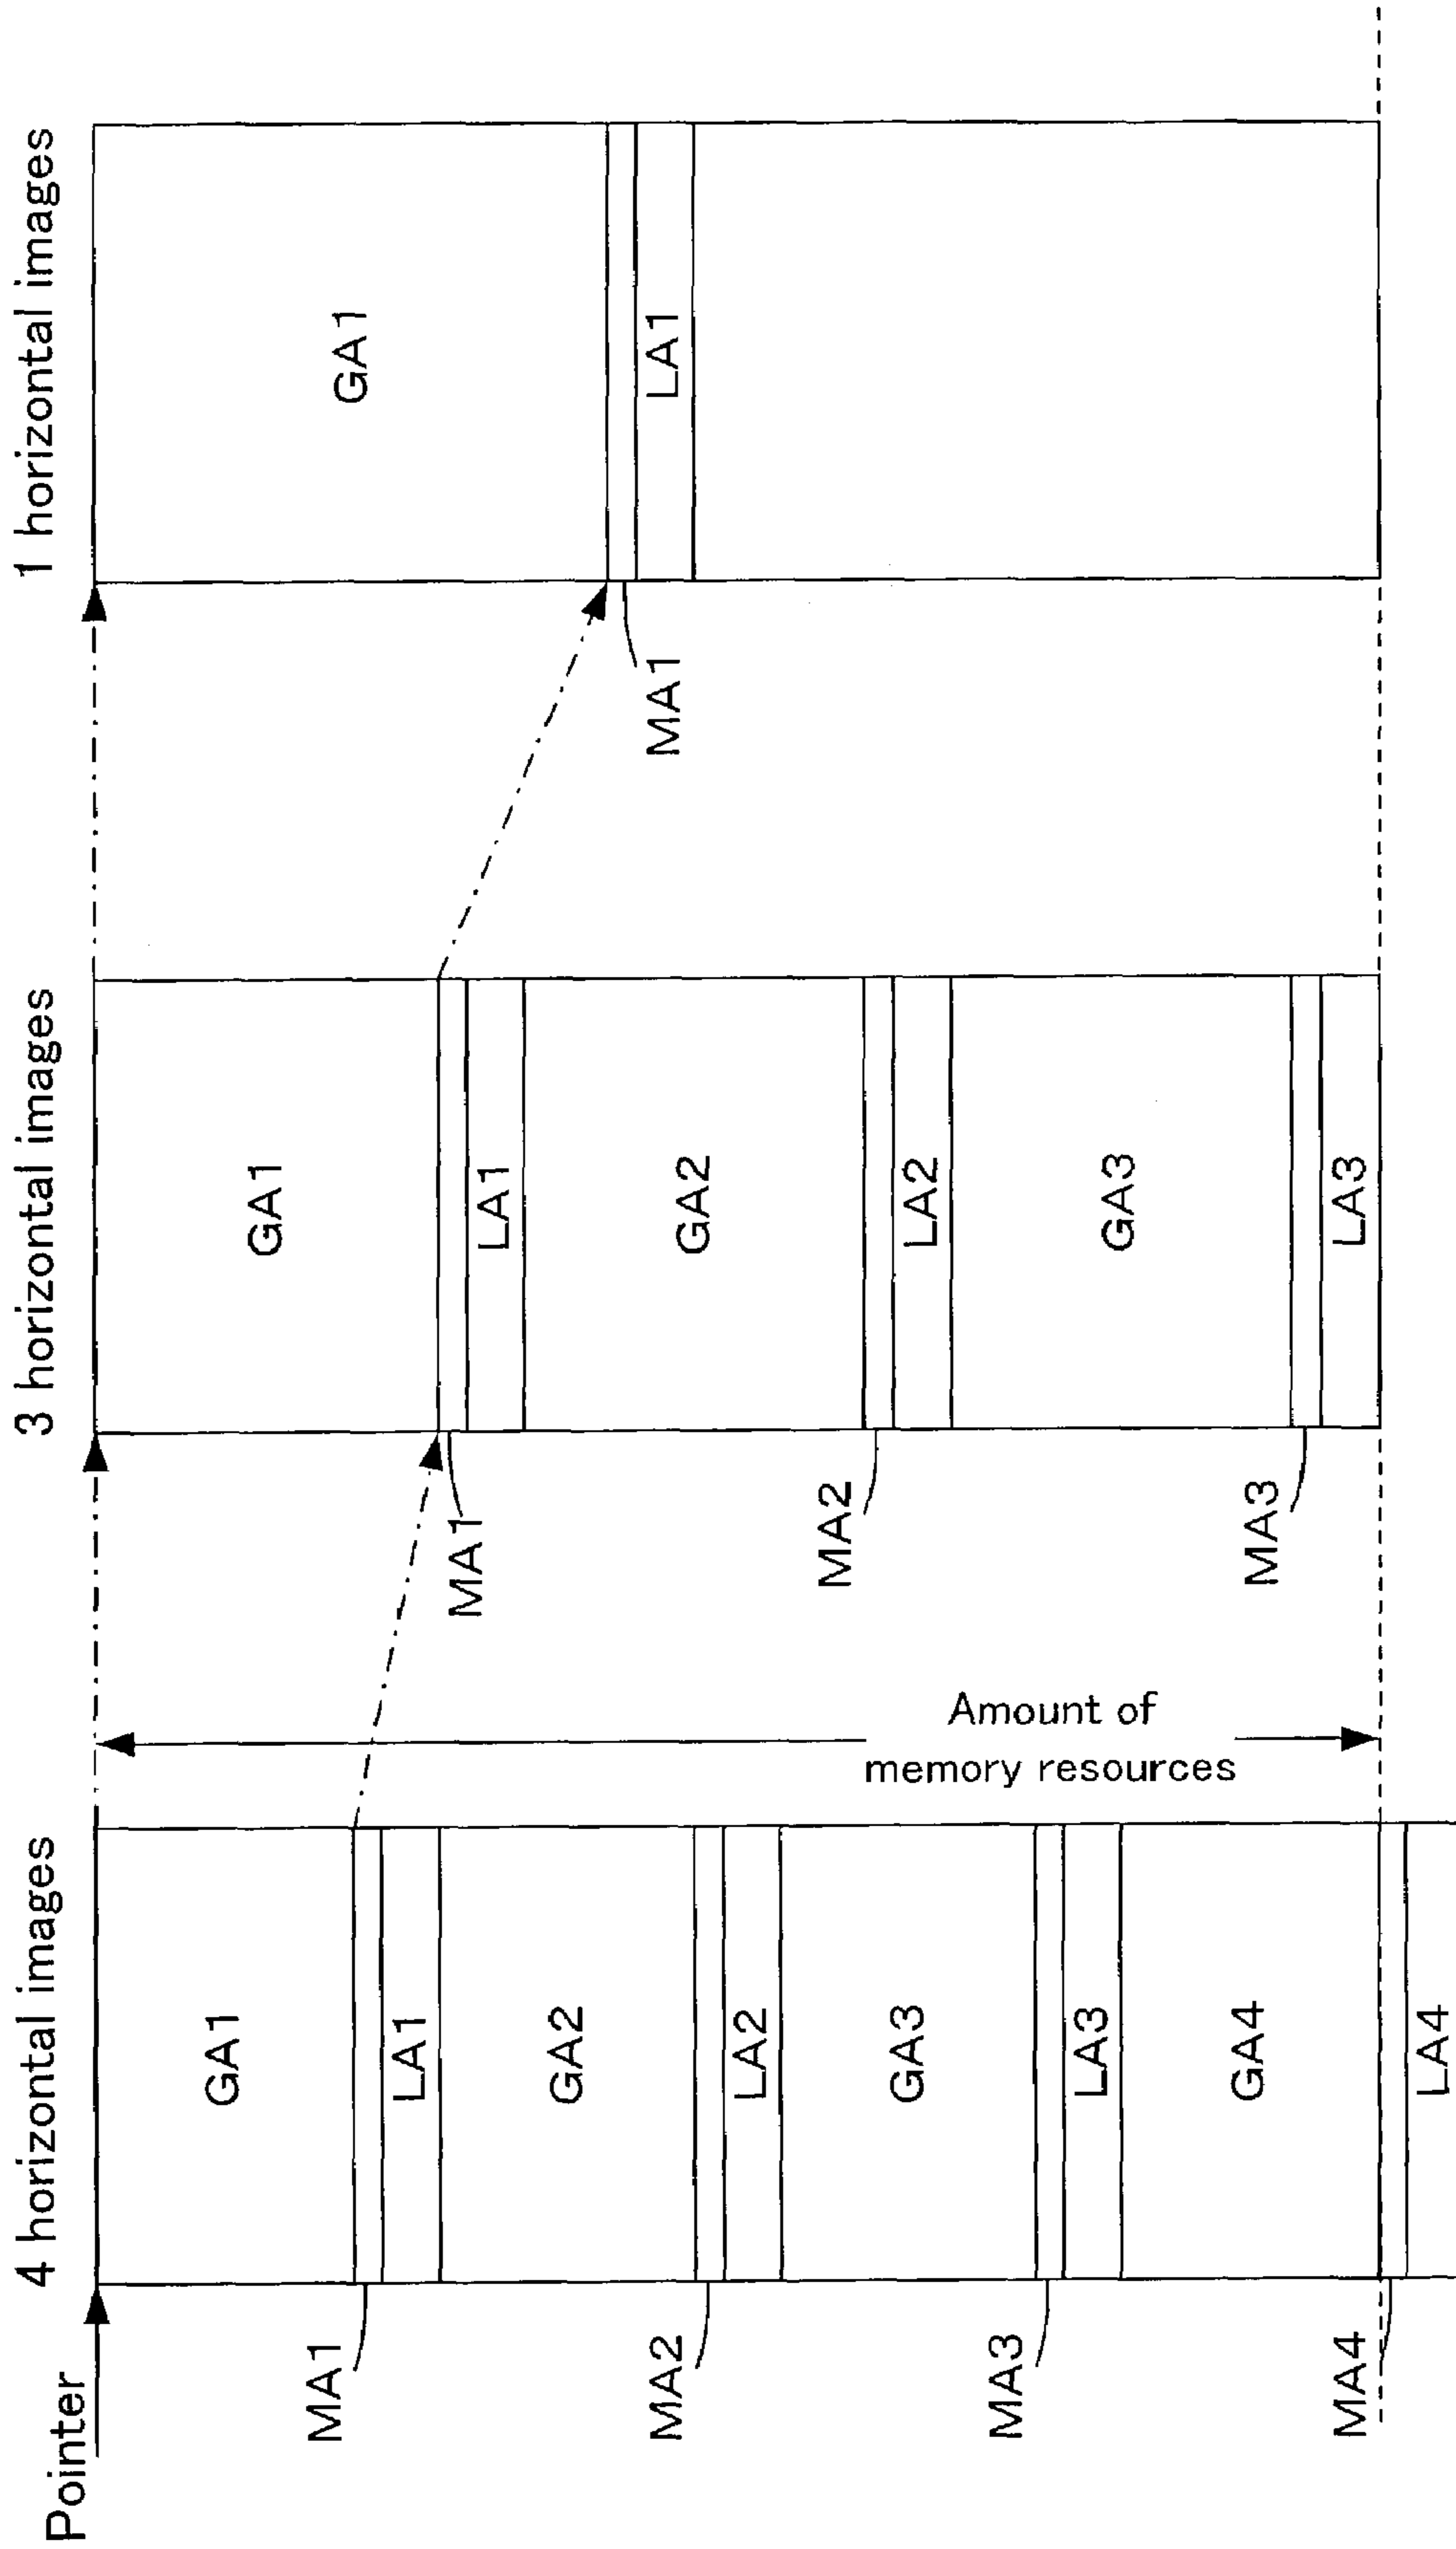 Pointer
4 horizontal images
GA1
MA1
LA1
GA2
MA2
LA2
GA3
MA3
LA3
GA4
MA4
LA4
Amount of
memory resources
3 horizontal images
GA1
MA1
LA1
GA2
MA2
LA2
GA3
MA3
LA3
1 horizontal images
GA1
MA1
LA1